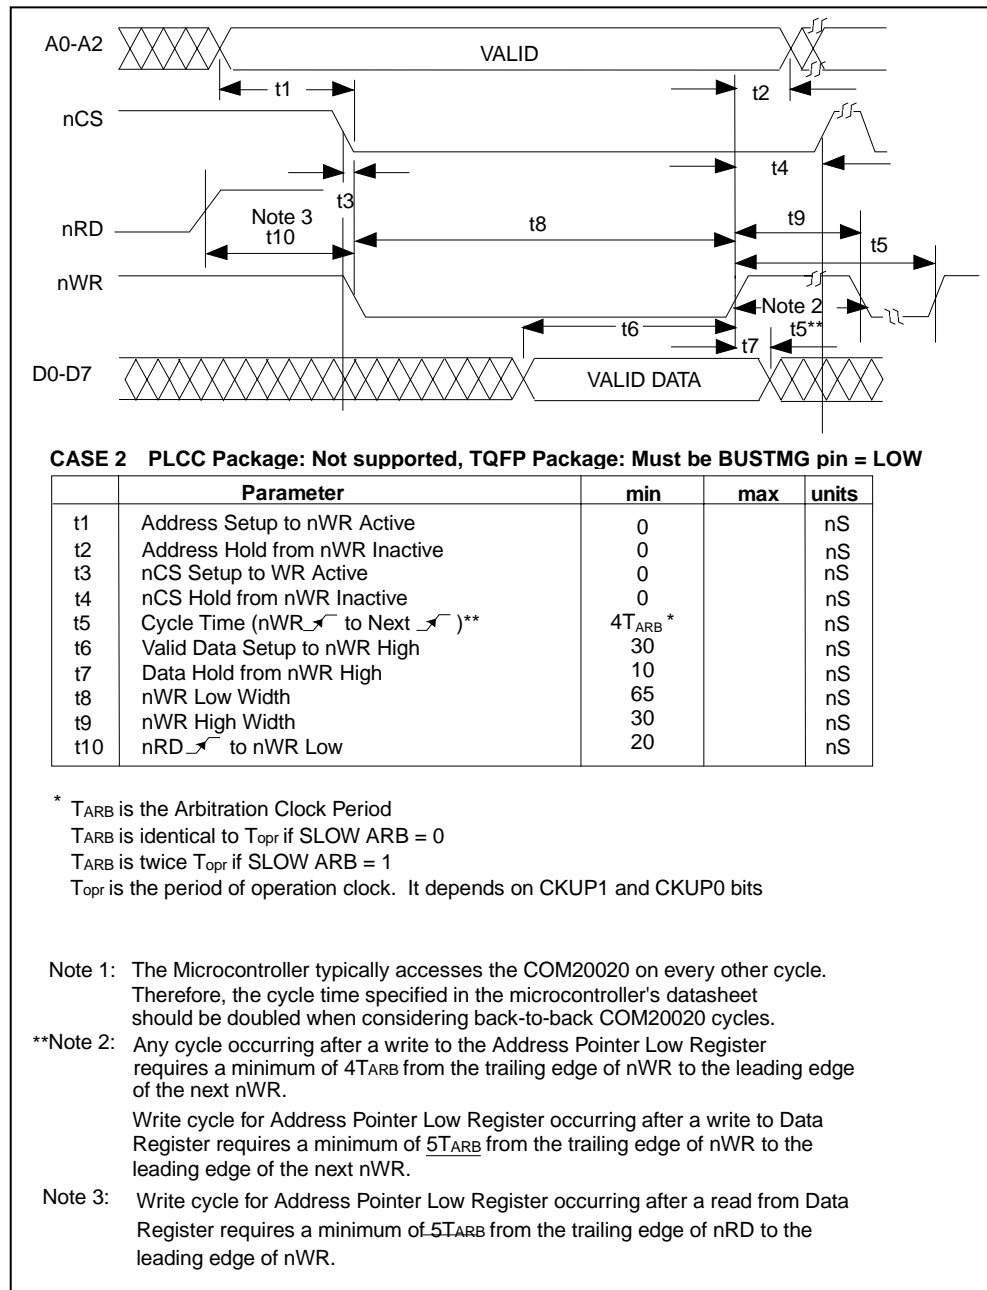 A0-A2
VALID
t1
t2
nCS
t4
t3
nRD
Note 3
t10
t8
t9
t5
nWR
Note 2
t6
t5**
t7
D0-D7
VALID DATA
CASE 2 PLCC Package: Not supported, TQFP Package: Must be BUSTMG pin = LOW
Parameter min max units
t1 Address Setup to nWR Active 0 nS
t2 Address Hold from nWR Inactive 0 nS
t3 nCS Setup to WR Active 0 nS
t4 nCS Hold from nWR Inactive 0 nS
t5 Cycle Time (nWR to Next )** 4TARB* nS
t6 Valid Data Setup to nWR High 30 nS
t7 Data Hold from nWR High 10 nS
t8 nWR Low Width 65 nS
t9 nWR High Width 30 nS
t10 nRD to nWR Low 20 nS
* TARB is the Arbitration Clock Period
TARB is identical to Topr if SLOW ARB = 0
TARB is twice Topr if SLOW ARB = 1
Topr is the period of operation clock. It depends on CKUP1 and CKUP0 bits
Note 1: The Microcontroller typically accesses the COM20020 on every other cycle.
Therefore, the cycle time specified in the microcontroller's datasheet
should be doubled when considering back-to-back COM20020 cycles.
**Note 2: Any cycle occurring after a write to the Address Pointer Low Register
requires a minimum of 4TARB from the trailing edge of nWR to the leading edge
of the next nWR.
Write cycle for Address Pointer Low Register occurring after a write to Data
Register requires a minimum of 5TARB from the trailing edge of nWR to the
leading edge of the next nWR.
Note 3: Write cycle for Address Pointer Low Register occurring after a read from Data
Register requires a minimum of 5TARB from the trailing edge of nRD to the
leading edge of nWR.